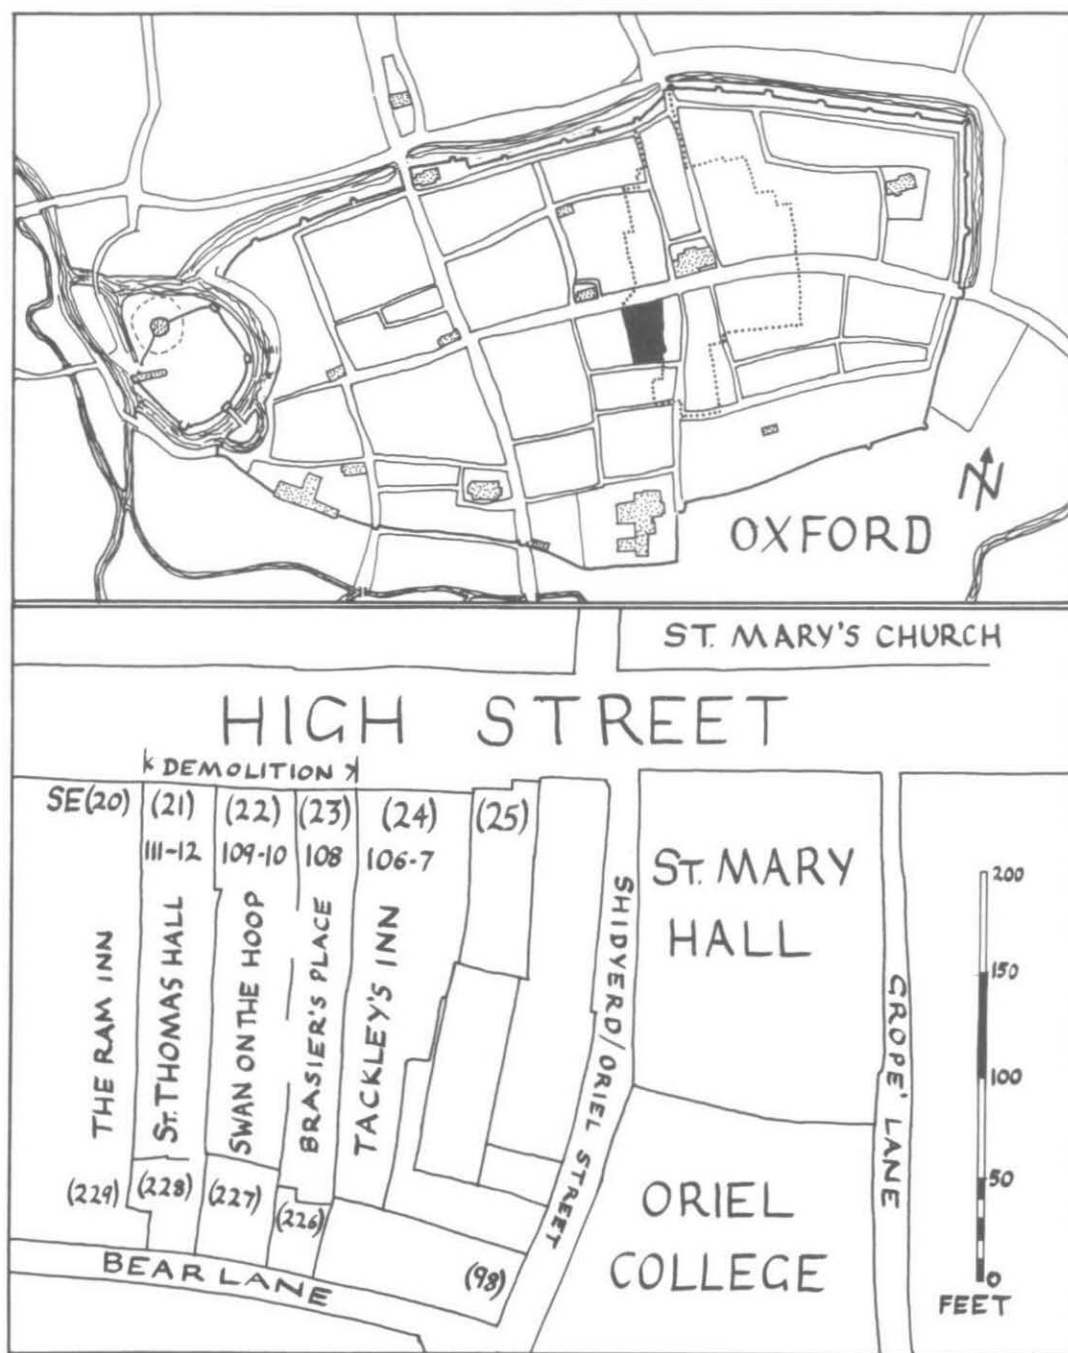 N
OXFORD
ST. MARY'S CHURCH
HIGH STREET
DEMOLITION
SE(20) (21) (22) (23) (24) (25)
111-12 109-10 108 106-7
THE RAM INN
ST. THOMAS HALL
SWAN ON THE HOOP
BRASIER'S PLACE
TACKLEY'S INN
SHIDYERD/ORIEL STREET
ST. MARY
HALL
GROPE' LANE
200
150
100
50
0
FEET
(229) (228) (227) (226)
ORIEL
COLLEGE
BEAR LANE
(98)